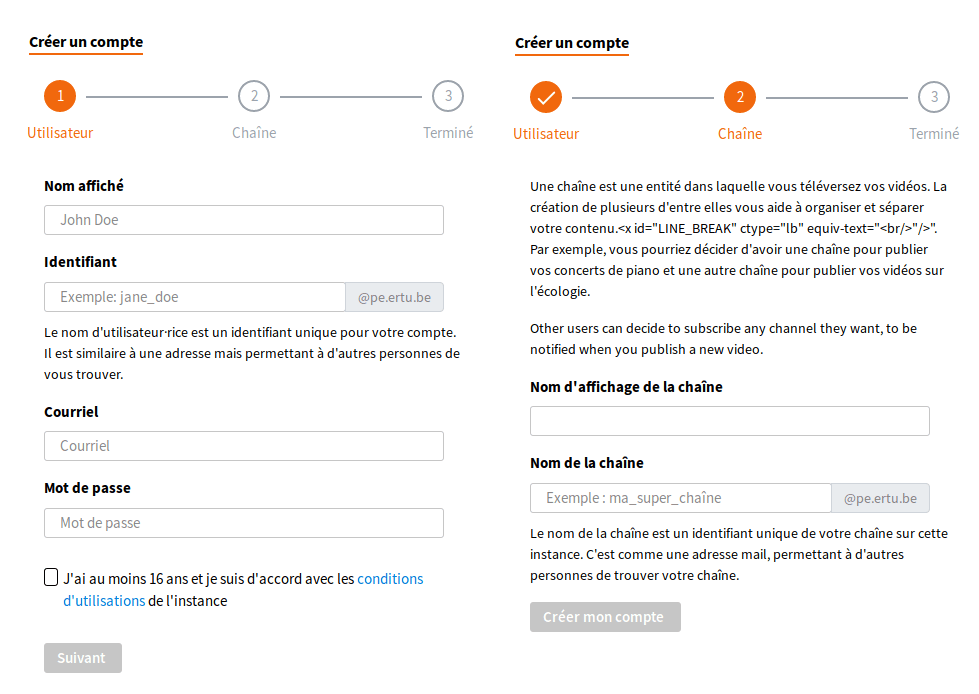 Créer un compte
1
2
3
Utilisateur
Chaîne
Terminé
Nom affiché
John Doe
Identifiant
Exemple: jane_doe
@pe.ertu.be
Le nom d'utilisateur·rice est un identifiant unique pour votre compte.
Il est similaire à une adresse mais permettant à d'autres personnes de
vous trouver.
Courriel
Courriel
Mot de passe
Mot de passe
J'ai au moins 16 ans et je suis d'accord avec les conditions
d'utilisations de l'instance
Suivant
Créer un compte
2
3
Utilisateur
Chaîne
Terminé
Une chaîne est une entité dans laquelle vous téléversez vos vidéos. La
création de plusieurs d'entre elles vous aide à organiser et séparer
votre contenu.<x id="LINE_BREAK" ctype="lb" equiv-text="<br/>"/>".
Par exemple, vous pourriez décider d'avoir une chaîne pour publier
vos concerts de piano et une autre chaîne pour publier vos vidéos sur
l'écologie.
Other users can decide to subscribe any channel they want, to be
notified when you publish a new video.
Nom d'affichage de la chaîne
Nom de la chaîne
Exemple : ma_super_chaîne
@pe.ertu.be
Le nom de la chaîne est un identifiant unique de votre chaîne sur cette
instance. C'est comme une adresse mail, permettant à d'autres
personnes de trouver votre chaîne.
Créer mon compte